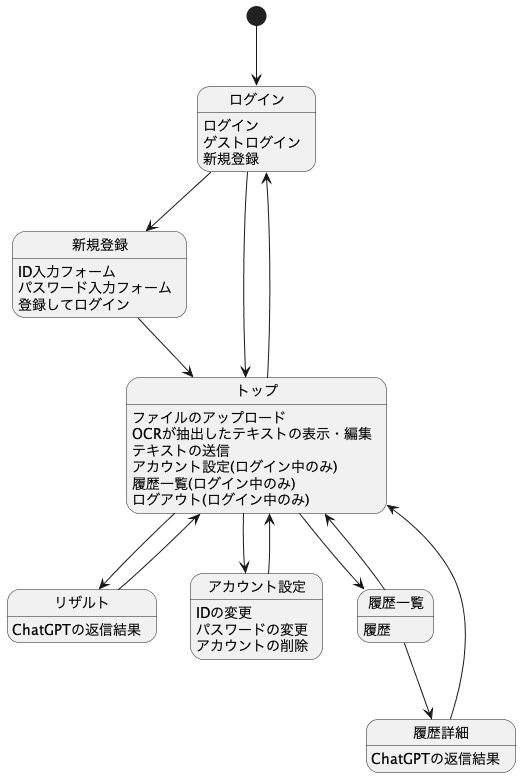 ログイン
ログイン
ゲストログイン
新規登録
新規登録
ID入力フォーム
パスワード入力フォーム
登録してログイン
トップ
ファイルのアップロード
OCRが抽出したテキストの表示・編集
テキストの送信
アカウント設定(ログイン中のみ)
履歴一覧(ログイン中のみ)
ログアウト(ログイン中のみ)
リザルト
ChatGPTの返信結果
アカウント設定
IDの変更
パスワードの変更
アカウントの削除
履歴一覧
履歴
履歴詳細
ChatGPTの返信結果